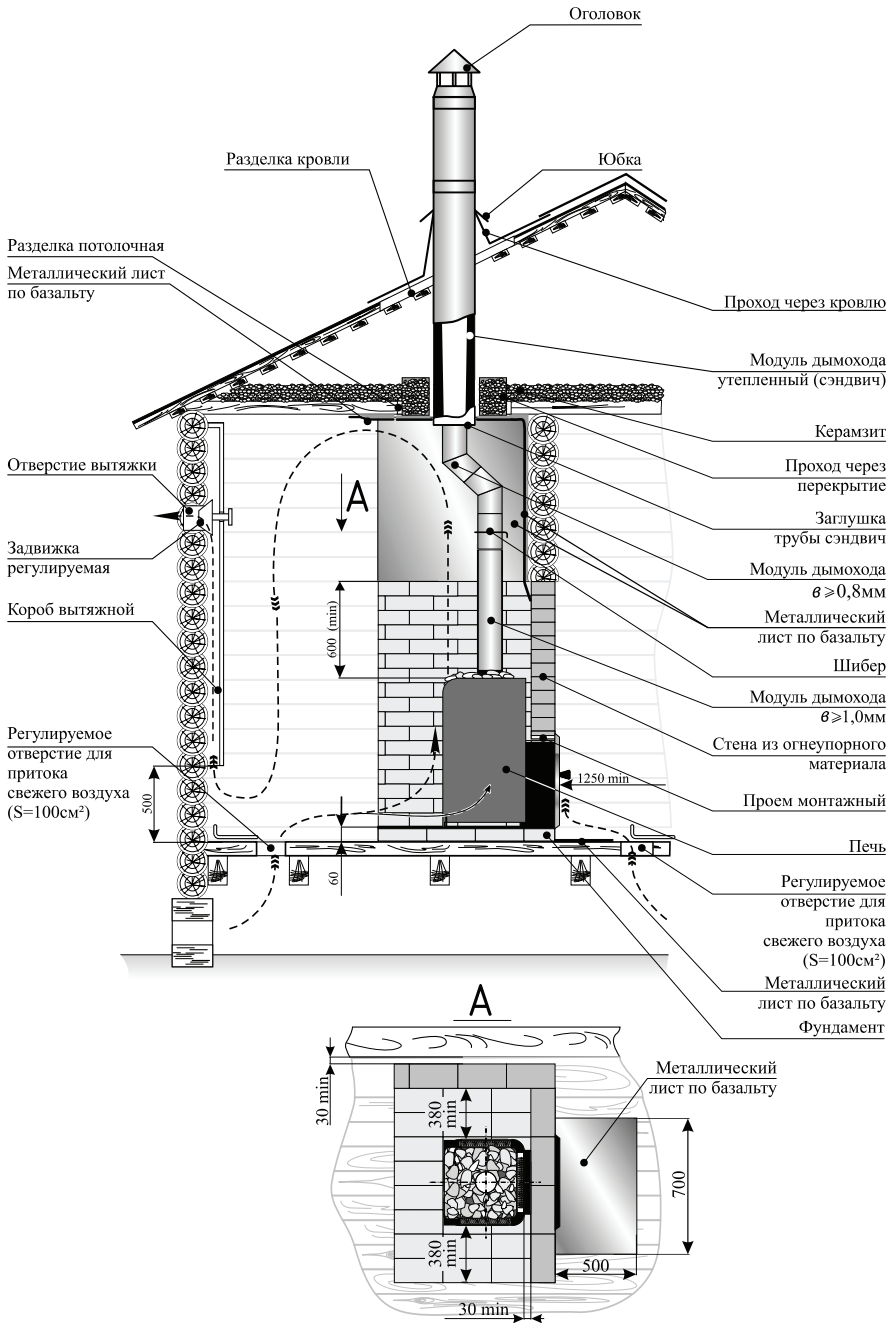 Оголовок
Разделка кровли
Юбка
Разделка потолочная
Металлический лист
по базальту
Проход через кровлю
Модуль дымохода
утепленный (сэндвич)
Керамзит
Отверстие вытяжки
Проход через
перекрытие
А
Заглушка
трубы сэндвич
Задвижка
регулируемая
Модуль дымохода
в⩾0,8мм
Короб вытяжной
Металлический
лист по базальту
600 (min)
Шибер
Модуль дымохода
в⩾1,0мм
Регулируемое
отверстие для
притока
свежего воздуха
(S=100см²)
Стена из огнеупорного
материала
1250 min
500
Проем монтажный
Печь
60
Регулируемое
отверстие для
притока
свежего воздуха
(S=100см²)
Металлический
лист по базальту
Фундамент
А
30 min
Металлический
лист по базальту
380
min
700
380
min
500
30 min